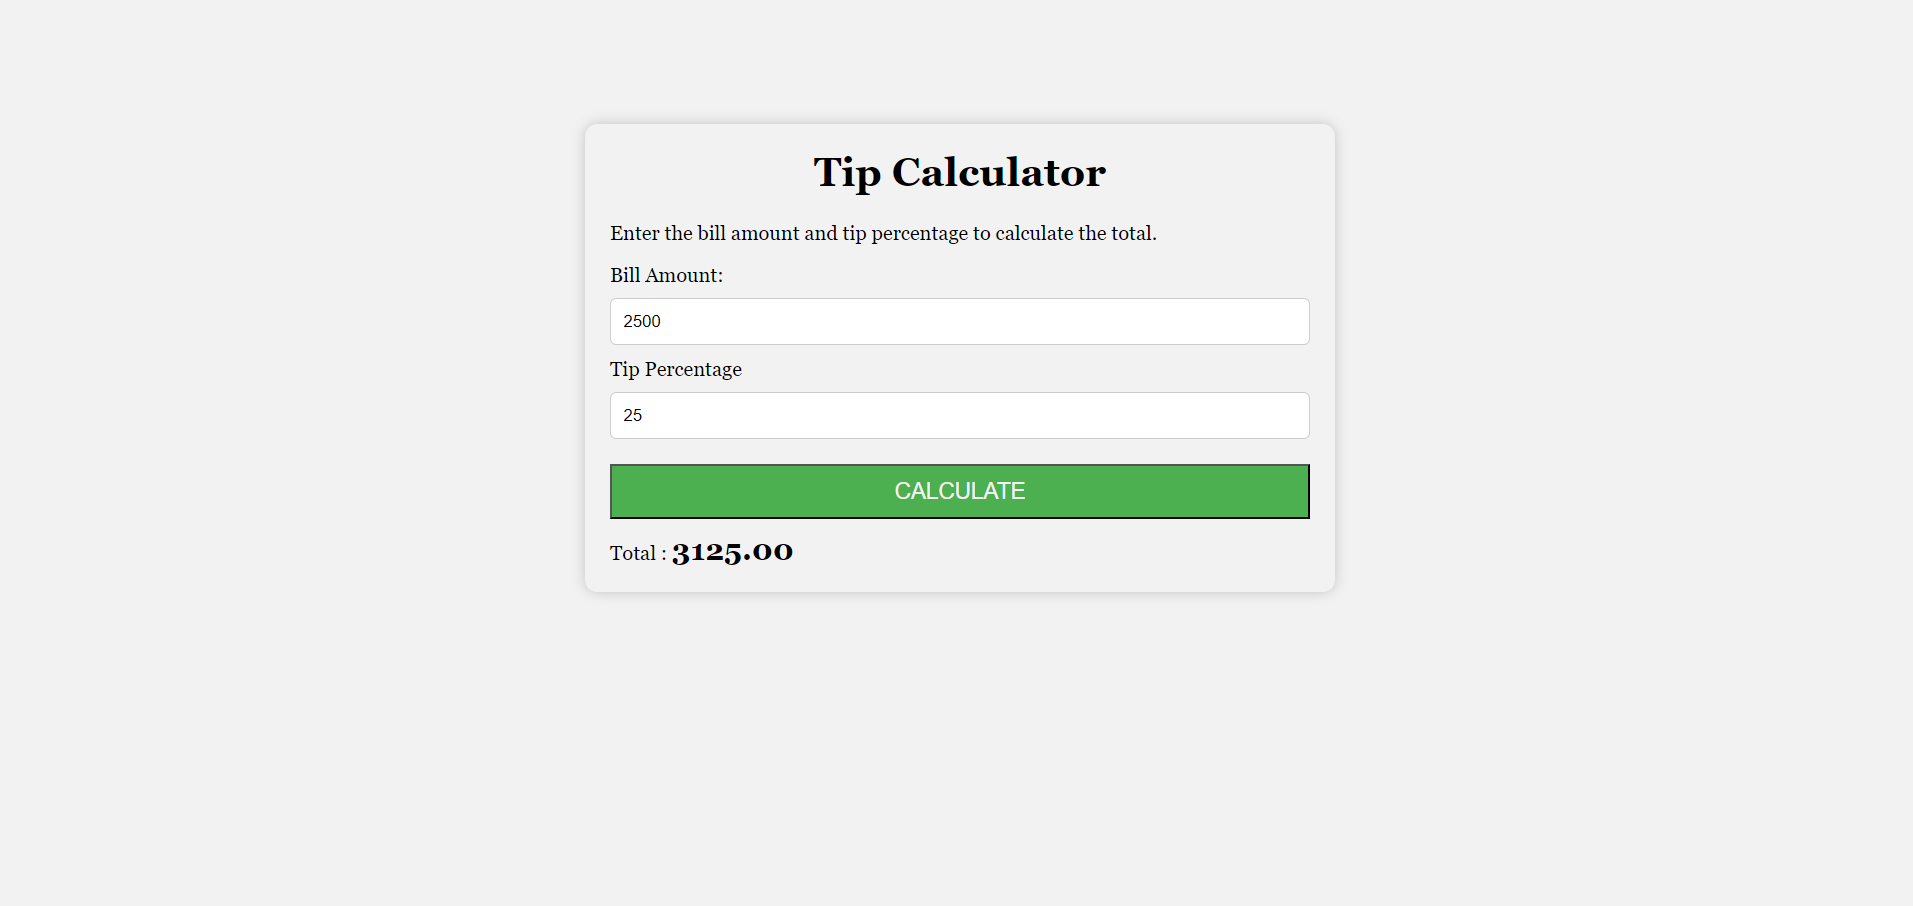 Tip Calculator
Enter the bill amount and tip percentage to calculate the total.
Bill Amount:
2500
Tip Percentage
25
CALCULATE
Total : 3125.00